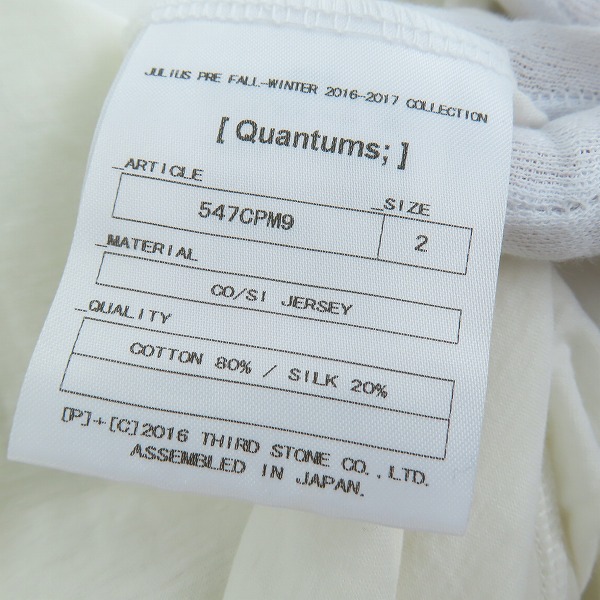 JULIUS PRE FALL-WINTER 2016-2017 COLLECTION
[ Quantums; ]
_ARTICLE _SIZE
547CPM9 2
_MATERIAL
CO/SI JERSEY
_QUALITY
COTTON 80% / SILK 20%
[P]+[C]2016 THIRD STONE CO.,LTD.
ASSEMBLED IN JAPAN.